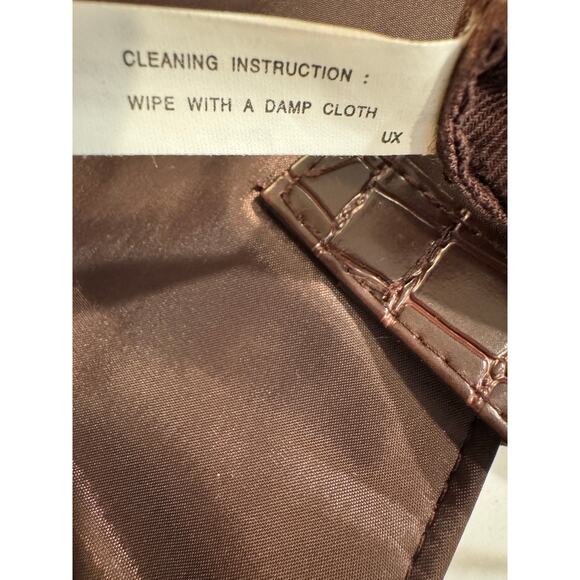 CLEANING INSTRUCTION :
WIPE WITH A DAMP CLOTH
UX